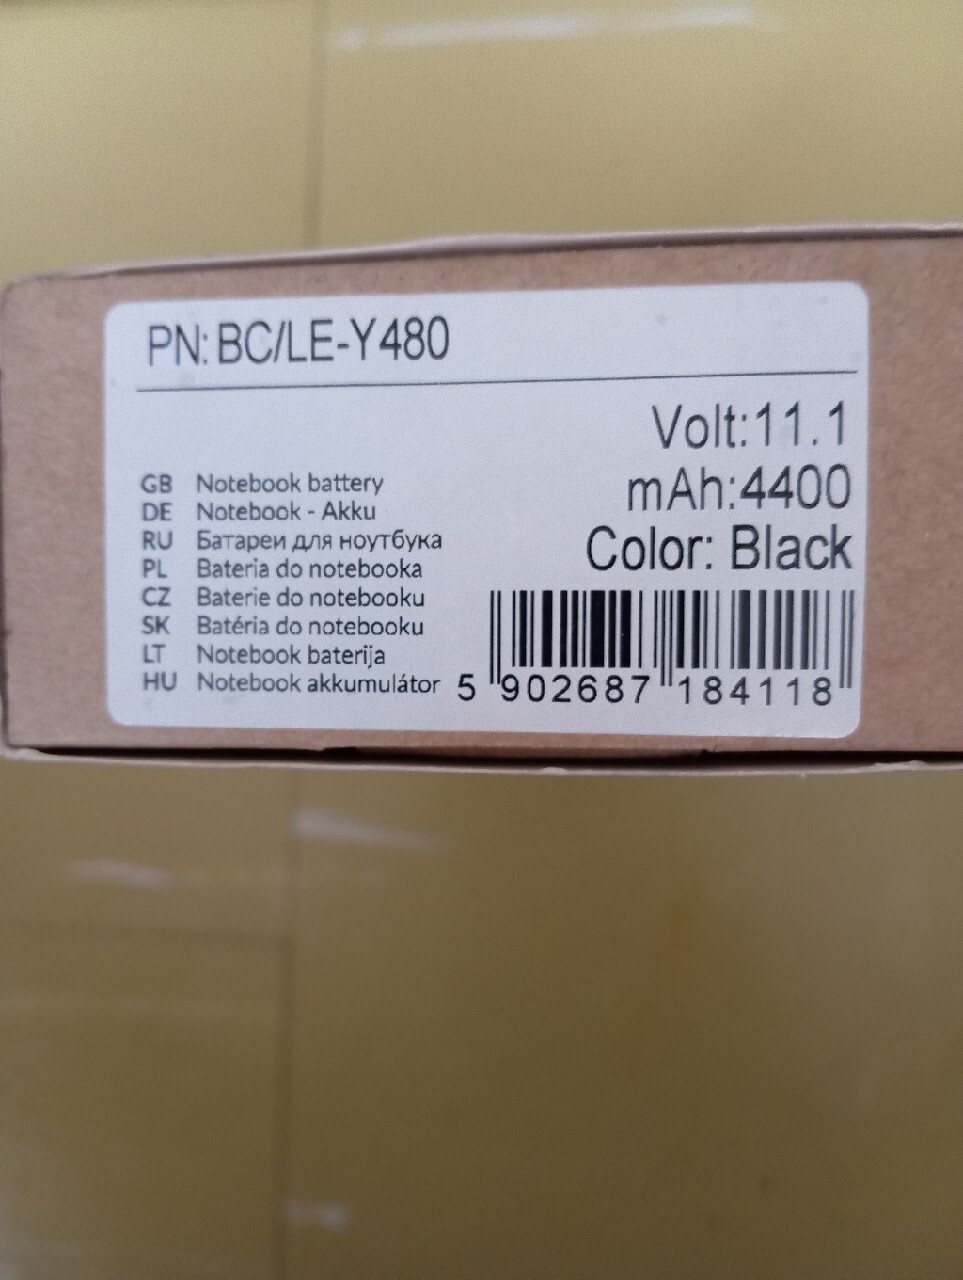 PN: BC/LE-Y480
Volt:11.1
mAh:4400
Color: Black
GB Notebook battery
DE Notebook - Akku
RU Батареи для ноутбука
PL Bateria do notebooka
CZ Baterie do notebooku
SK Batéria do notebooku
LT Notebook baterija
HU Notebook akkumulátor
5 902687 184118